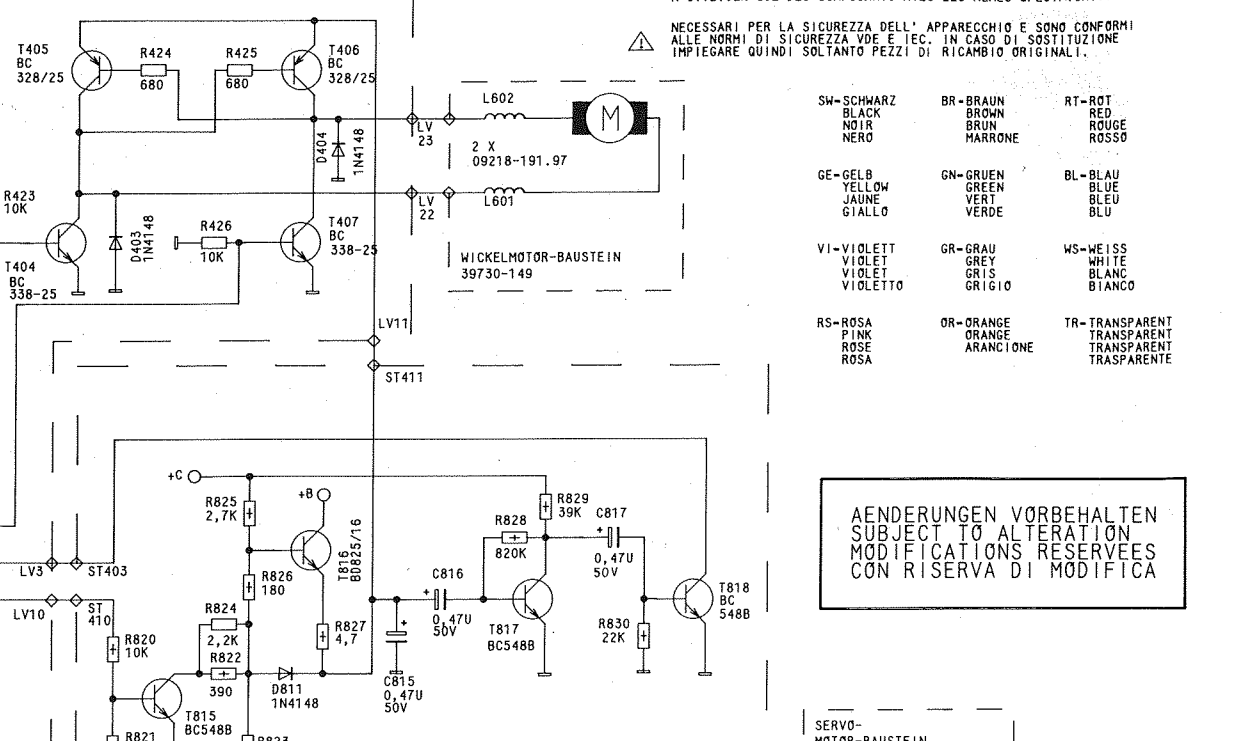 NECESSARI PER LA SICUREZZA DELL' APPARECCHIO E SONO CONFORMI
ALLE NORMI DI SICUREZZA VDE E IEC. IN CASO DI SOSTITUZIONE
IMPIEGARE QUINDI SOLTANTO PEZZI DI RICAMBIO ORIGINALI.
T405
BC
328/25
R424
680
R425
680
T406
BC
328/25
L602
M
D404
1N4148
LV
23
2 X
09218-191.97
R423
10K
LV
22
L601
D403
1N4148
R426
10K
T407
BC
338-25
T404
BC
338-25
WICKELMOTOR-BAUSTEIN
39730-149
LV11
ST411
SW-SCHWARZ
BLACK
NOIR
NERO
BR-BRAUN
BROWN
BRUN
MARRONE
RT-ROT
RED
ROUGE
ROSSO
GE-GELB
YELLOW
JAUNE
GIALLO
GN-GRUEN
GREEN
VERT
VERDE
BL-BLAU
BLUE
BLEU
BLU
VI-VIOLETT
VIOLET
VIOLET
VIOLETTO
GR-GRAU
GREY
GRIS
GRIGIO
WS-WEISS
WHITE
BLANC
BIANCO
RS-ROSA
PINK
ROSE
ROSA
OR-ORANGE
ORANGE
ARANCIONE
TR-TRANSPARENT
TRANSPARENT
TRANSPARENT
TRASPARENTE
+C
R825
2,7K
+B
T816
BD825/16
R829
39K
R828
820K
C817
0,47U
50V
LV3
ST403
R826
180
C816
0,47U
50V
T818
BC
548B
LV10
ST
410
R824
2,2K
R827
4,7
T817
BC548B
R830
22K
R820
10K
R822
390
D811
1N4148
C815
0,47U
50V
T815
BC548B
R821
R823
AENDERUNGEN VORBEHALTEN
SUBJECT TO ALTERATION
MODIFICATIONS RESERVEES
CON RISERVA DI MODIFICA
SERVO-
MOTOR-BAUSTEIN